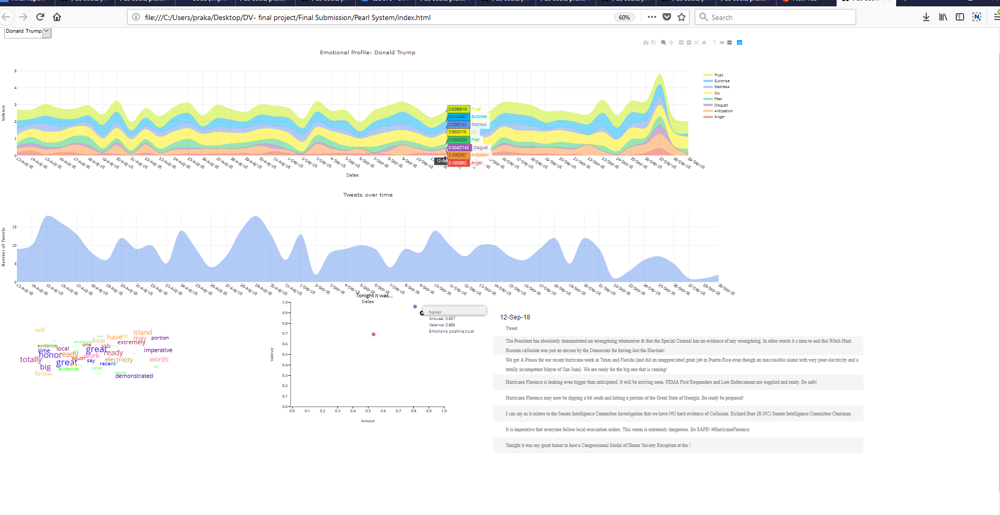 file:///C:/Users/praka/Desktop/DV- final project/Final Submission/Pearl System/index.html
60%
Search
Donald Trump
Emotional Profile: Donald Trump
Valence
5
4
3
2
1
0
Trust
Surprise
Sadness
Joy
Fear
Disgust
Antipation
Anger
0.6096619 Trust
0.4142857 Surprise
0.2382143 Sadness
0.6600119 Joy
0.2340238 Fear
0.03407143 Disgust
0.3062857 Antipation
0.1030952 Anger
13-Aug-18 14-Aug-18 15-Aug-18 16-Aug-18 17-Aug-18 18-Aug-18 19-Aug-18 20-Aug-18 21-Aug-18 22-Aug-18 23-Aug-18 24-Aug-18 25-Aug-18 26-Aug-18 27-Aug-18 28-Aug-18 29-Aug-18 30-Aug-18 31-Aug-18 1-Sep-18 2-Sep-18 3-Sep-18 4-Sep-18 5-Sep-18 6-Sep-18 7-Sep-18 8-Sep-18 9-Sep-18 10-Sep-18 15-Sep-18 16-Sep-18 17-Sep-18 18-Sep-18 19-Sep-18 20-Sep-18 21-Sep-18 22-Sep-18 23-Sep-18 24-Sep-18 25-Sep-18 26-Sep-18 27-Sep-18 28-Sep-18 29-Sep-18
Dates
Tweets over time
Number of Tweets
15
10
5
0
13-Aug-18 14-Aug-18 15-Aug-18 16-Aug-18 17-Aug-18 18-Aug-18 19-Aug-18 20-Aug-18 21-Aug-18 22-Aug-18 23-Aug-18 24-Aug-18 25-Aug-18 26-Aug-18 27-Aug-18 28-Aug-18 29-Aug-18 30-Aug-18 31-Aug-18 1-Sep-18 2-Sep-18 3-Sep-18 4-Sep-18 5-Sep-18 6-Sep-18 7-Sep-18 8-Sep-18 9-Sep-18 10-Sep-18 11-Sep-18 12-Sep-18 13-Sep-18 14-Sep-18 15-Sep-18 16-Sep-18 17-Sep-18 18-Sep-18 19-Sep-18 20-Sep-18 21-Sep-18 22-Sep-18 23-Sep-18 24-Sep-18 25-Sep-18 26-Sep-18 27-Sep-18 28-Sep-18 29-Sep-18
Dates
will
island
have be
may portion
whatsoever host
extremely
evidence one job
time local great imperative
honor ready work ready
totally south say electricity words
big great recent
evidence other no
follow
demonstrated
Tonight it was...
Valence
1.0
0.9
0.8
0.7
0.6
0.5
0.4
0.3
0.2
0.1
0.0
0.0 0.1 0.2 0.3 0.4 0.5 0.6 0.7 0.8 0.9 1.0
Arousal
honor
Arousal: 0.857
Valence: 0.896
Emotions: positive,trust
12-Sep-18
Tweet
The President has absolutely demonstrated no wrongdoing whatsoever & that the Special Counsel has no evidence of any wrongdoing. In other words it s time to end this Witch Hunt.
Russian collusion was just an excuse by the Democrats for having lost the Election!
We got A Pluses for our recent hurricane work in Texas and Florida (and did an unappreciated great job in Puerto Rico even though an inaccessible island with very poor electricity and a
totally incompetent Mayor of San Juan). We are ready for the big one that is coming!
Hurricane Florence is looking even bigger than anticipated. It will be arriving soon. FEMA First Responders and Law Enforcement are supplied and ready. Be safe!
Hurricane Florence may now be dipping a bit south and hitting a portion of the Great State of Georgia. Be ready be prepared!
I can say as it relates to the Senate Intelligence Committee Investigation that we have NO hard evidence of Collusion. Richard Burr (R-NC) Senate Intelligence Committee Chairman
It is imperative that everyone follow local evacuation orders. This storm is extremely dangerous. Be SAFE! #HurricaneFlorence
Tonight it was my great honor to host a Congressional Medal of Honor Society Reception at the !